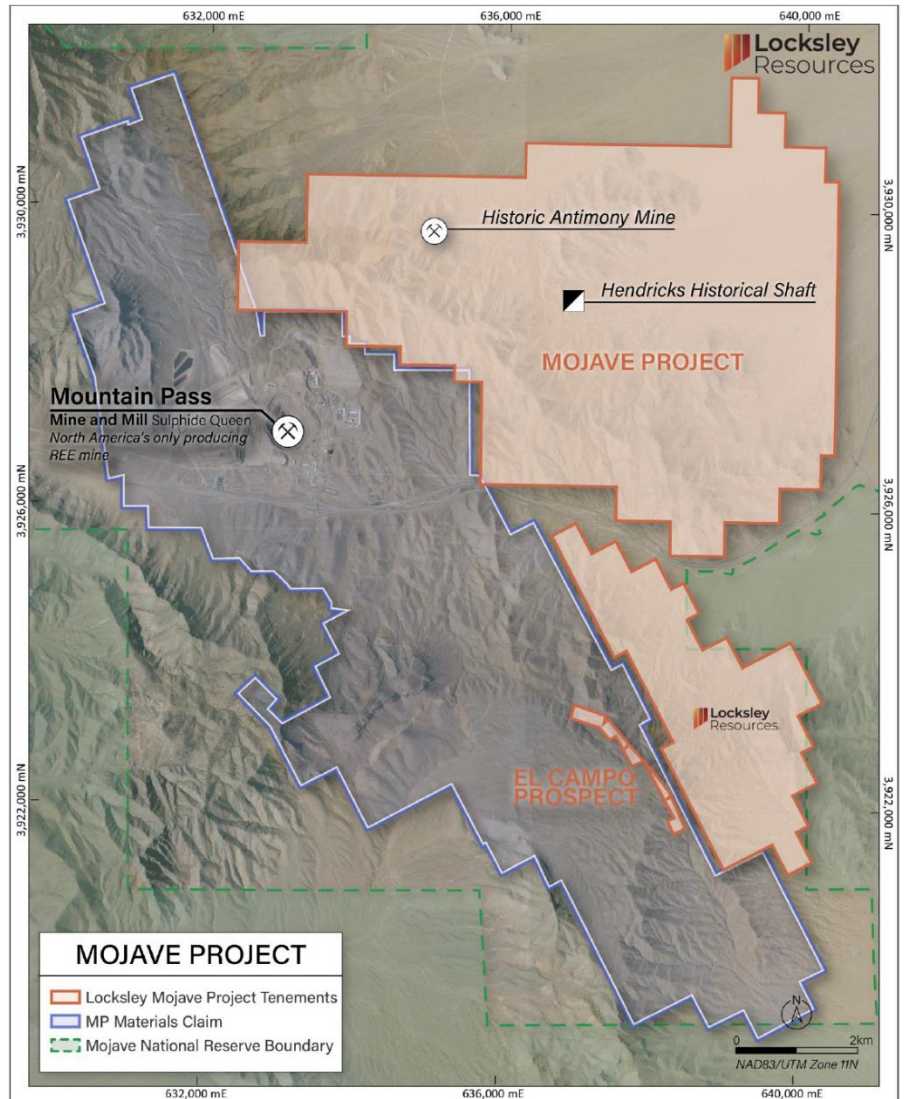 632,000 mE
636,000 mE
640,000 mE
Locksley
Resources
3,930,000 mN
3,930,000 mN
Historic Antimony Mine
Hendricks Historical Shaft
MOJAVE PROJECT
Mountain Pass
Mine and Mill Sulphide Queen
North America's only producing
REE mine
3,926,000 mN
3,926,000 mN
Locksley
Resources
EL CAMPO
PROSPECT
3,922,000 mN
3,922,000 mN
MOJAVE PROJECT
Locksley Mojave Project Tenements
MP Materials Claim
Mojave National Reserve Boundary
N
0 2km
NAD83/UTM Zone 11N
632,000 mE
636,000 mE
640,000 mE